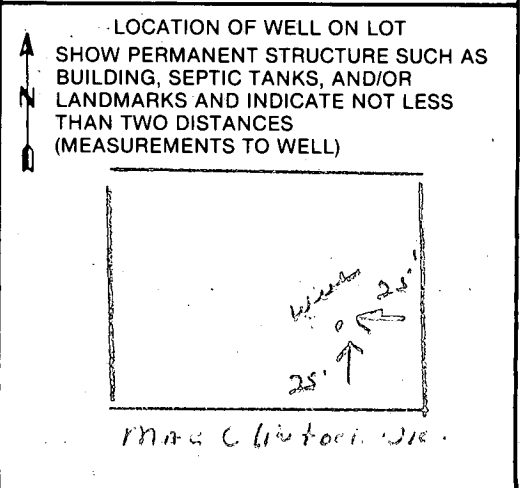 LOCATION OF WELL ON LOT
SHOW PERMANENT STRUCTURE SUCH AS
BUILDING, SEPTIC TANKS, AND/OR
N LANDMARKS AND INDICATE NOT LESS
THAN TWO DISTANCES
(MEASUREMENTS TO WELL)
25'
25'